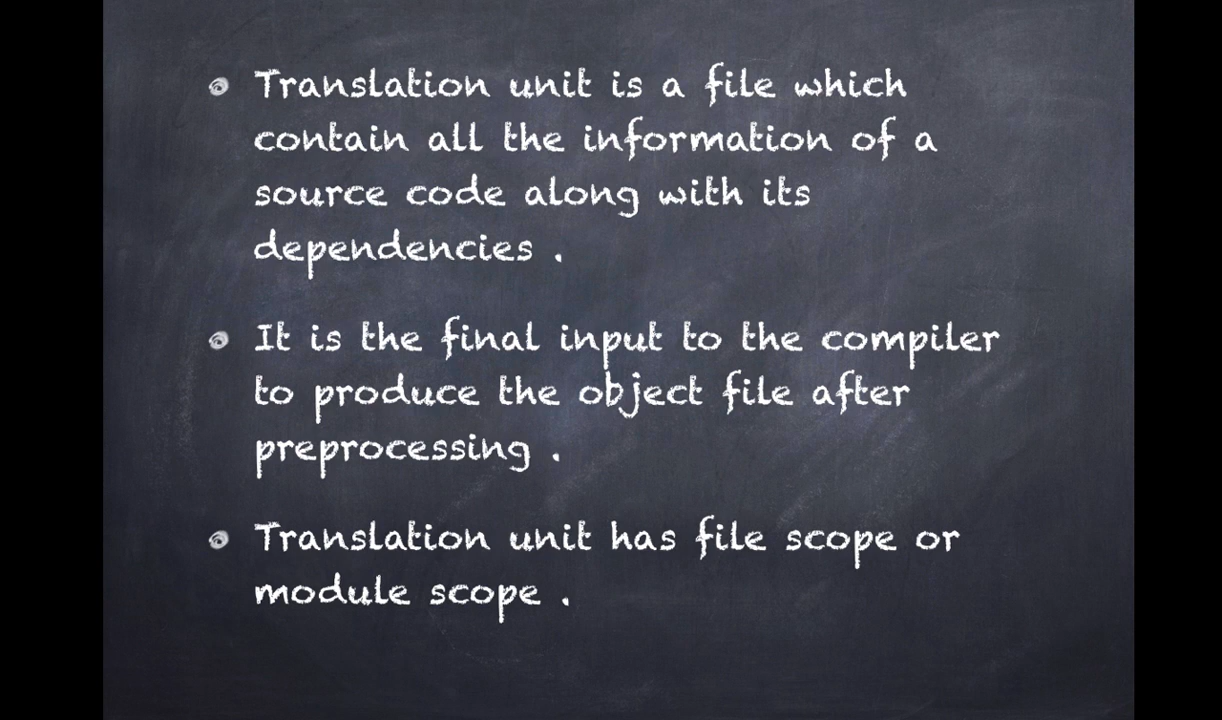 Translation unit is a file which
contain all the information of a
source code along with its
dependencies .
It is the final input to the compiler
to produce the object file after
preprocessing .
Translation unit has file scope or
module scope .